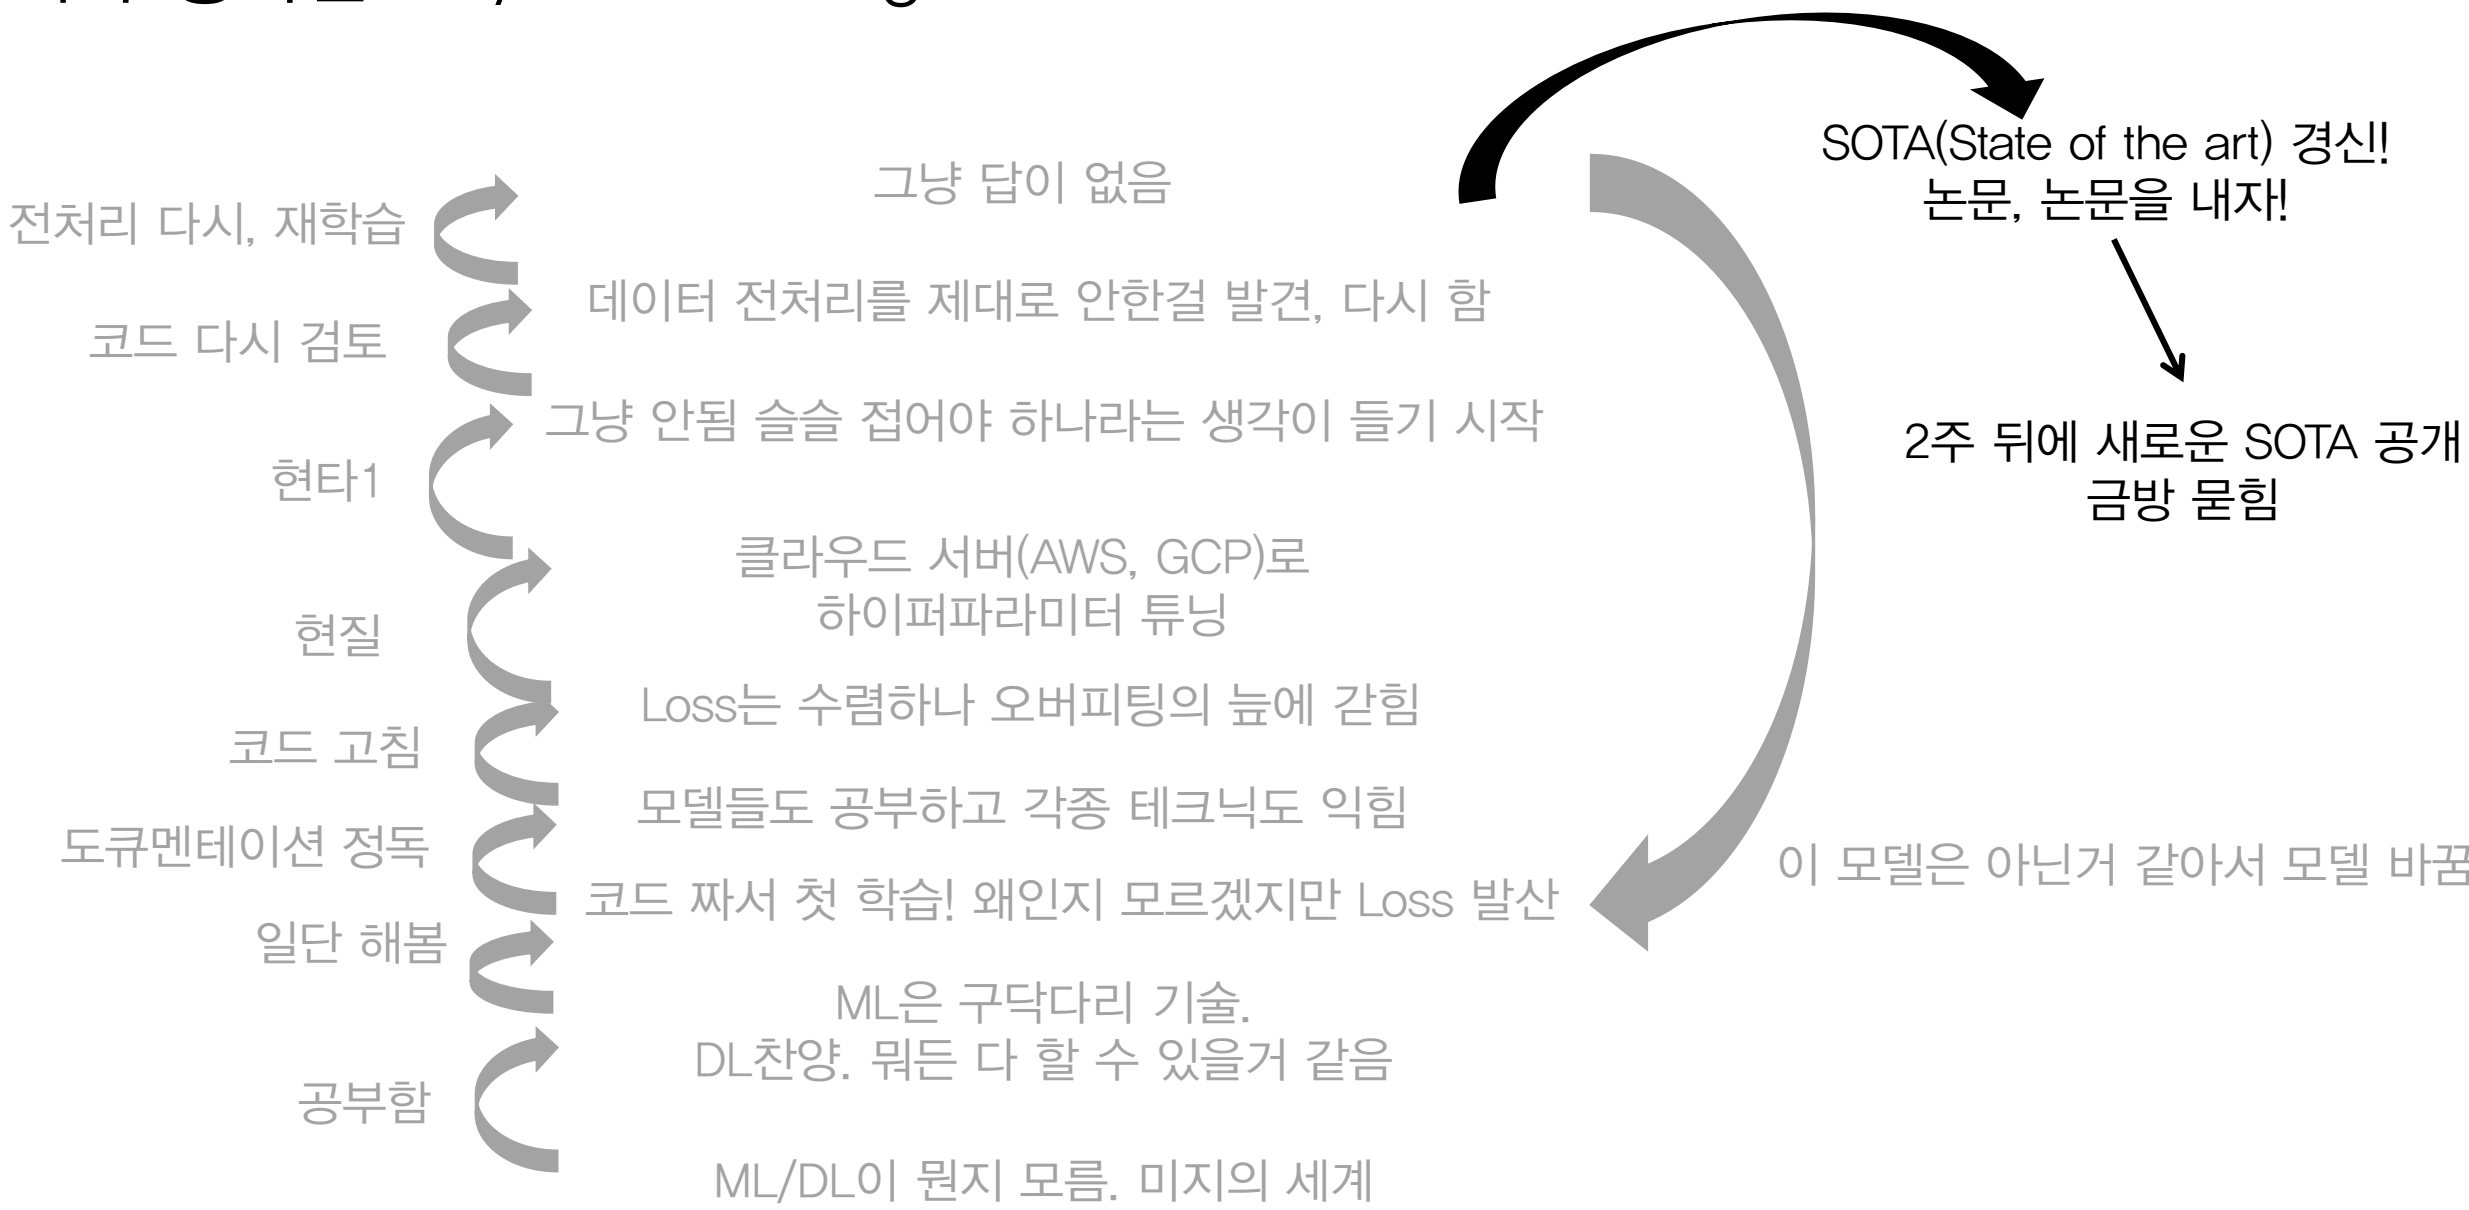 그냥 답이 없음
전처리 다시, 재학습
데이터 전처리를 제대로 안한걸 발견, 다시 함
코드 다시 검토
그냥 안됨 슬슬 접어야 하나라는 생각이 들기 시작
현타1
클라우드 서버(AWS, GCP)로
하이퍼파라미터 튜닝
현질
Loss는 수렴하나 오버피팅의 늪에 갇힘
코드 고침
모델들도 공부하고 각종 테크닉도 익힘
도큐멘테이션 정독
코드 짜서 첫 학습! 왜인지 모르겠지만 Loss 발산
일단 해봄
ML은 구닥다리 기술.
DL찬양. 뭐든 다 할 수 있을거 같음
공부함
ML/DL이 뭔지 모름. 미지의 세계
SOTA(State of the art) 경신!
논문, 논문을 내자!
2주 뒤에 새로운 SOTA 공개
금방 묻힘
이 모델은 아닌거 같아서 모델 바꿈